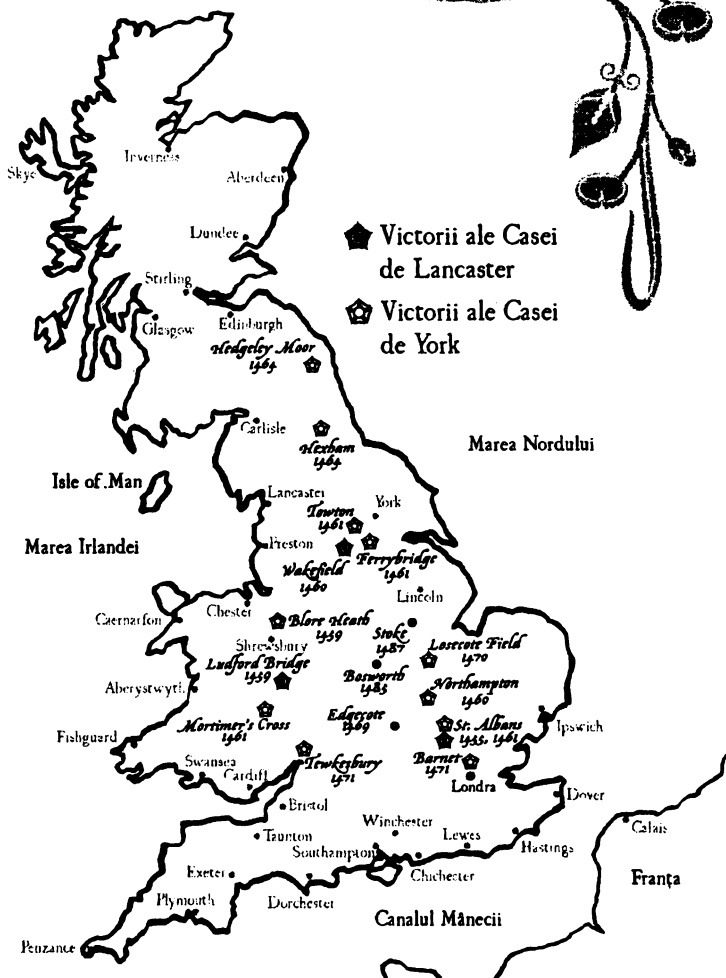 Inverness
Skye
Aberdeen
Dundee
Victorii ale Casei
de Lancaster
Stirling
Victorii ale Casei
de York
Glasgow
Edinburgh
Hedgeley Moor
1464
Carlisle
Marea Nordului
Hexham
1464
Isle of Man
Lancaster
York
Towton
1461
Marea Irlandei
Preston
Ferrybridge
1461
Wakefield
1460
Lincoln
Chester
Caernarfon
Blore Heath
1459
Stoke
1487
Shrewsbury
Losecote Field
1470
Ludford Bridge
1459
Bosworth
1485
Northampton
1460
Aberystwyth
Mortimer's Cross
1461
Edgecote
1469
St. Albans
1455, 1461
Ipswich
Fishguard
Swansea
Cardiff
Tewkesbury
1471
Barnet
1471
Londra
Dover
Bristol
Winchester
Taunton
Lewes
Calais
Southampton
Hastings
Exeter
Chichester
Franța
Plymouth
Dorchester
Canalul Mânecii
Penzance